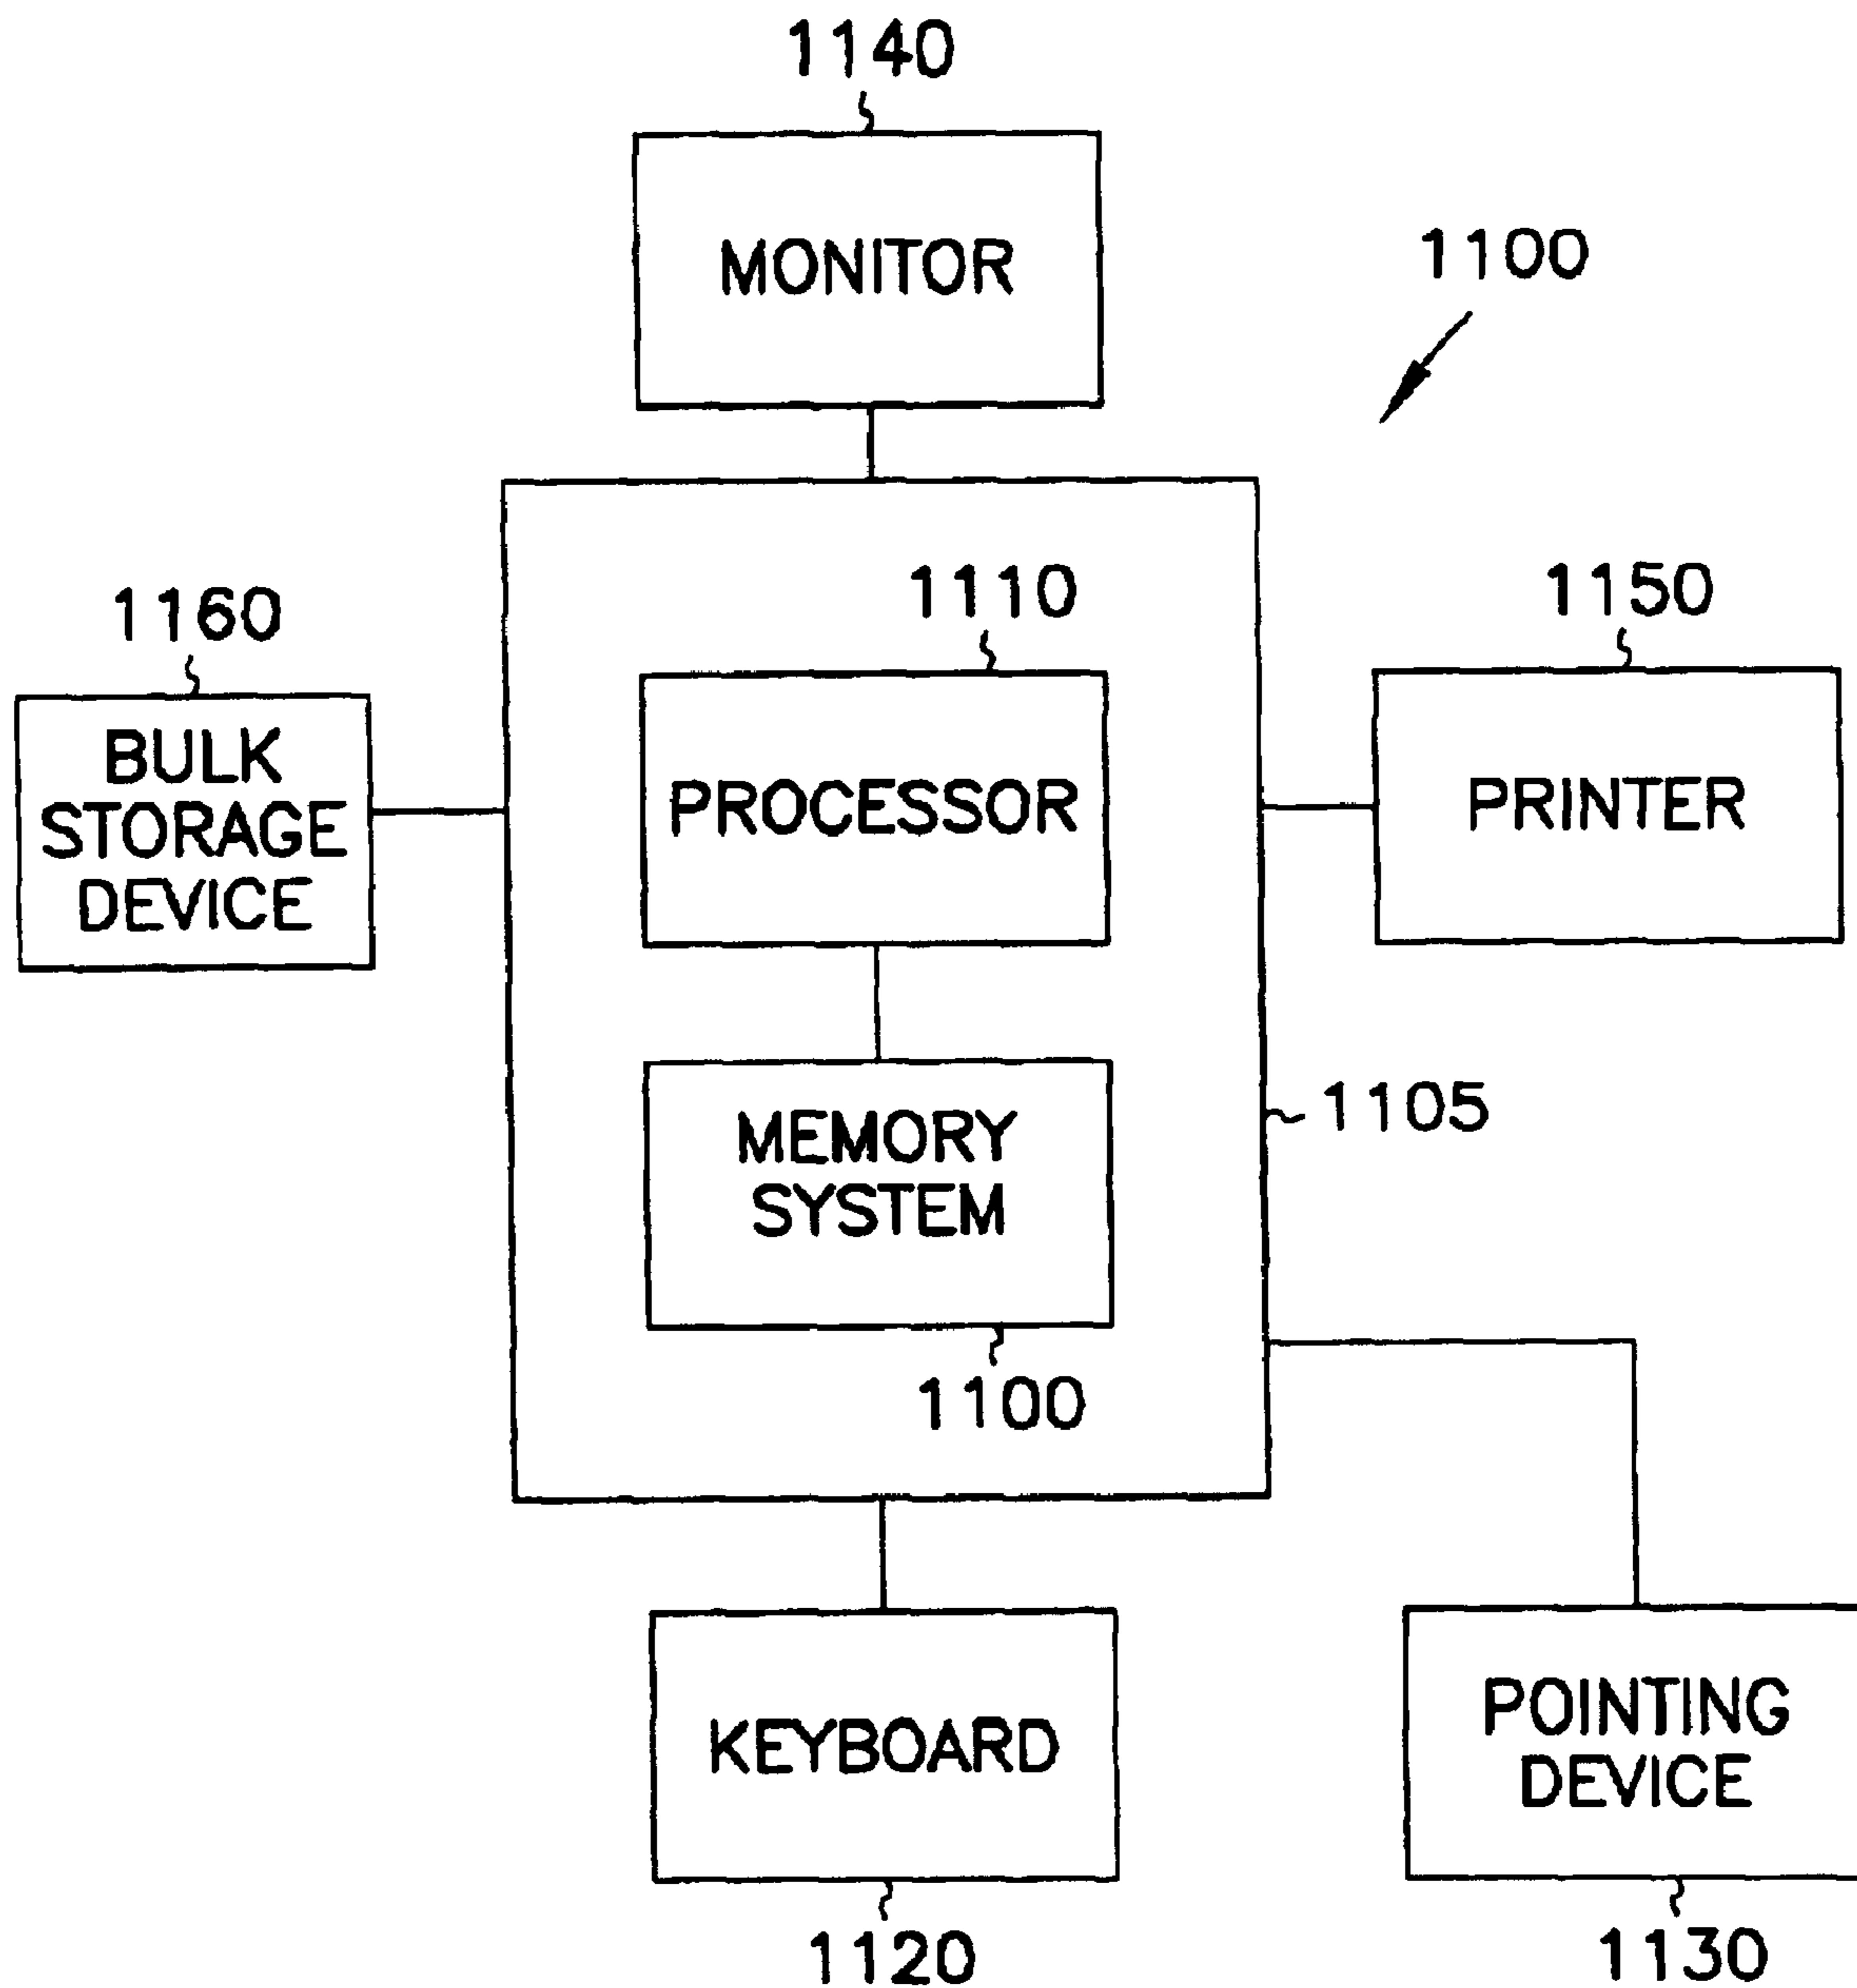 1140
MONITOR
1100
1110
1150
1160
BULK
STORAGE
DEVICE
PROCESSOR
PRINTER
MEMORY
SYSTEM
1105
1100
KEYBOARD
POINTING
DEVICE
1120
1130